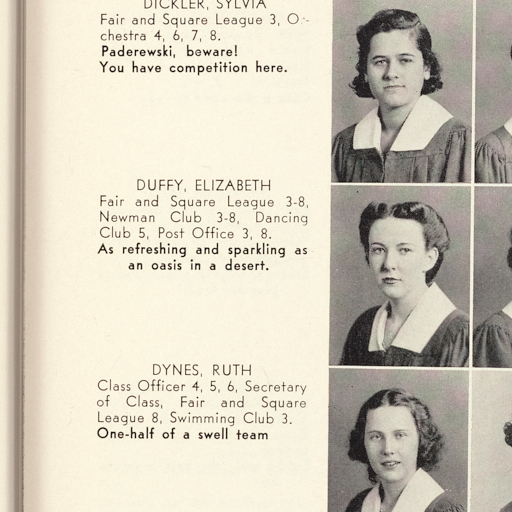 DICKLER, SYLVIA
Fair and Square League 3, Or-
chestra 4, 6, 7, 8.
Paderewski, beware!
You have competition here.
DUFFY, ELIZABETH
Fair and Square League 3-8,
Newman Club 3-8, Dancing
Club 5, Post Office 3, 8.
As refreshing and sparkling as
an oasis in a desert.
DYNES, RUTH
Class Officer 4, 5, 6, Secretary
of Class, Fair and Square
League 8, Swimming Club 3.
One-half of a swell team